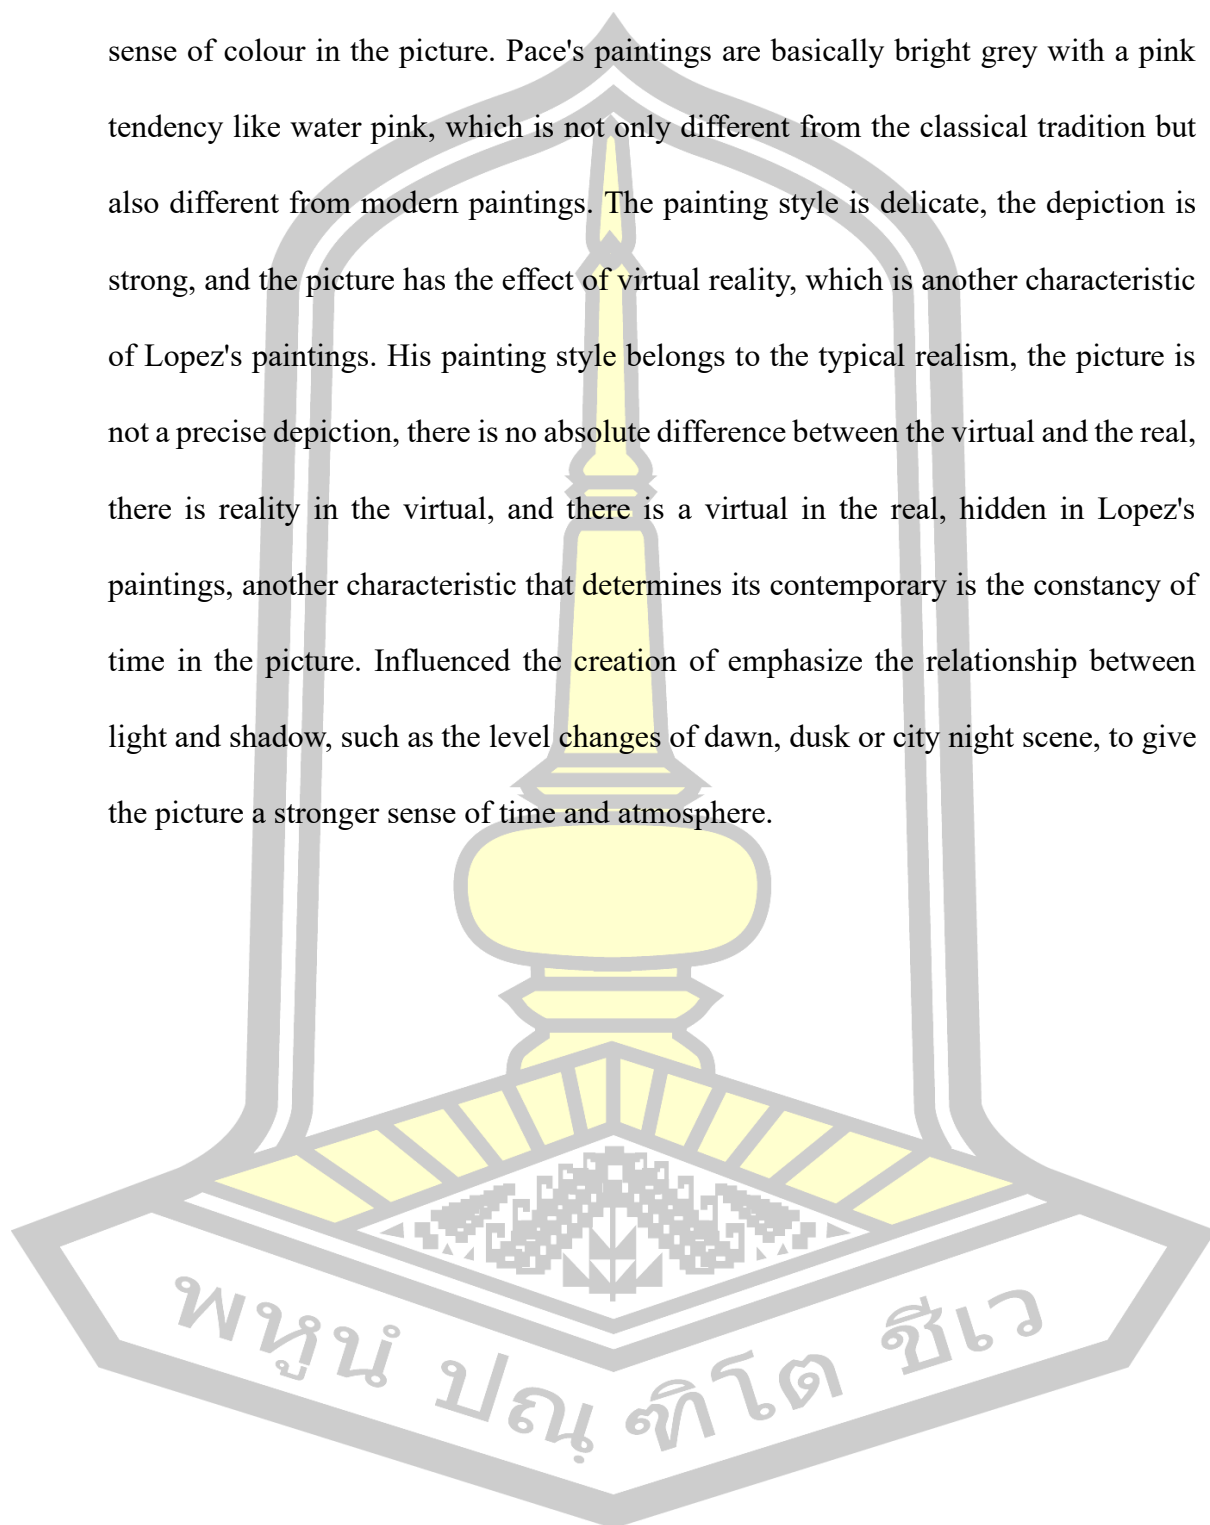 sense of colour in the picture. Pace's paintings are basically bright grey with a pink
tendency like water pink, which is not only different from the classical tradition but
also different from modern paintings. The painting style is delicate, the depiction is
strong, and the picture has the effect of virtual reality, which is another characteristic
of Lopez's paintings. His painting style belongs to the typical realism, the picture is
not a precise depiction, there is no absolute difference between the virtual and the real,
there is reality in the virtual, and there is a virtual in the real, hidden in Lopez's
paintings, another characteristic that determines its contemporary is the constancy of
time in the picture. Influenced the creation of emphasize the relationship between
light and shadow, such as the level changes of dawn, dusk or city night scene, to give
the picture a stronger sense of time and atmosphere.
พหูนํ ปณฺ ฑิโต ชีเว